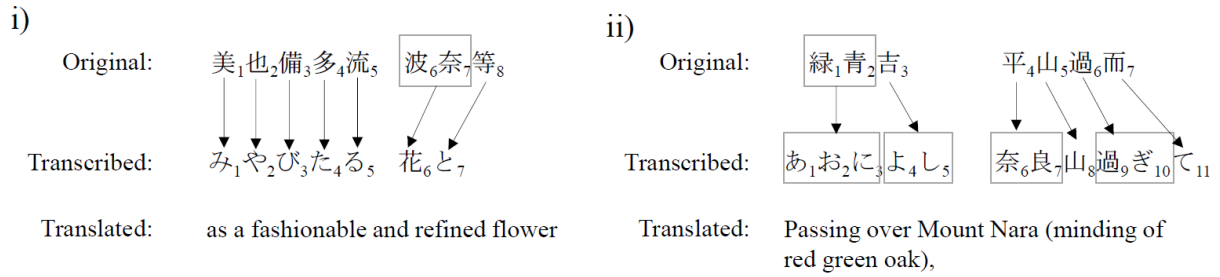 i)
Original: 美1也2備3多4流5 波6奈7等8
Transcribed: み1や2び3た4る5 花6と7
Translated: as a fashionable and refined flower
ii)
Original: 緑1青2吉3 平4山5過6而7
Transcribed: あ1お2に3よ4し5 奈6良7山8過9ぎ10て11
Translated: Passing over Mount Nara (minding of
red green oak),